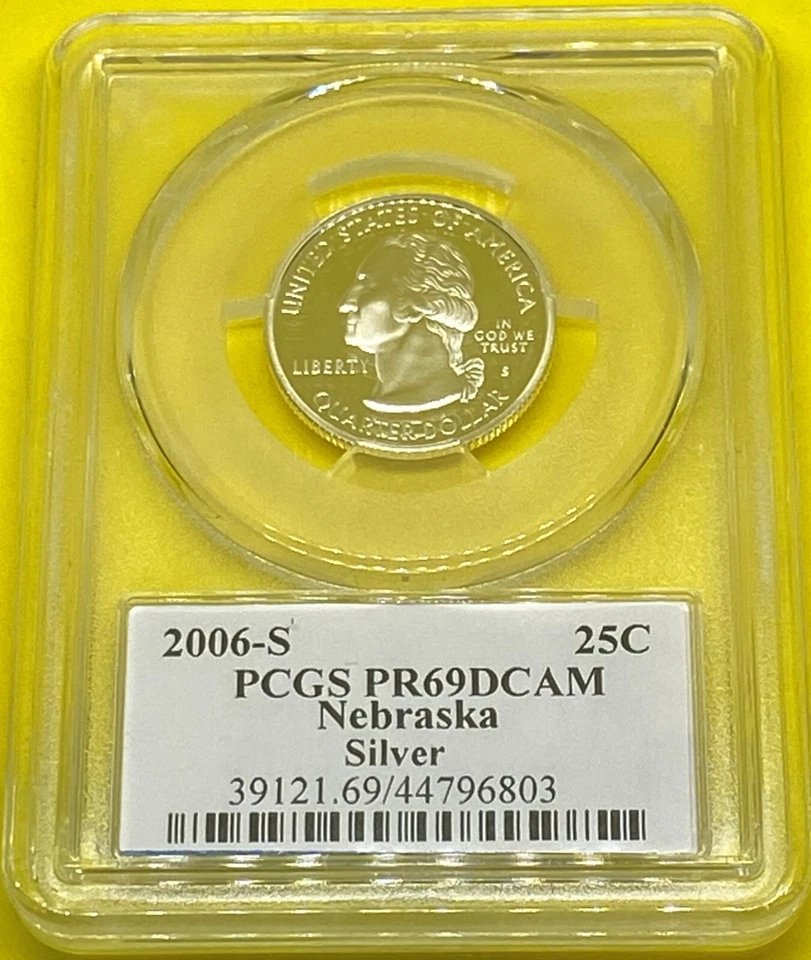 UNITED STATES OF AMERICA
IN
GOD WE
TRUST
LIBERTY
S
QUARTER DOLLAR
2006-S 25C
PCGS PR69DCAM
Nebraska
Silver
39121.69/44796803